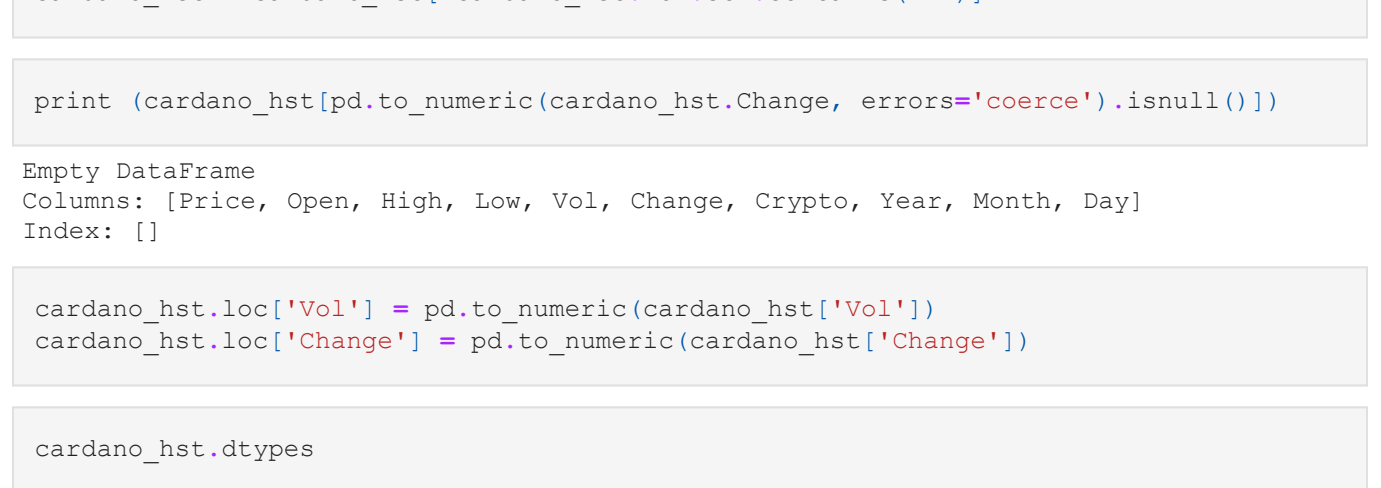 print (cardano_hst[pd.to_numeric(cardano_hst.Change, errors='coerce').isnull()])
Empty DataFrame
Columns: [Price, Open, High, Low, Vol, Change, Crypto, Year, Month, Day]
Index: []
cardano_hst.loc['Vol'] = pd.to_numeric(cardano_hst['Vol'])
cardano_hst.loc['Change'] = pd.to_numeric(cardano_hst['Change'])
cardano_hst.dtypes